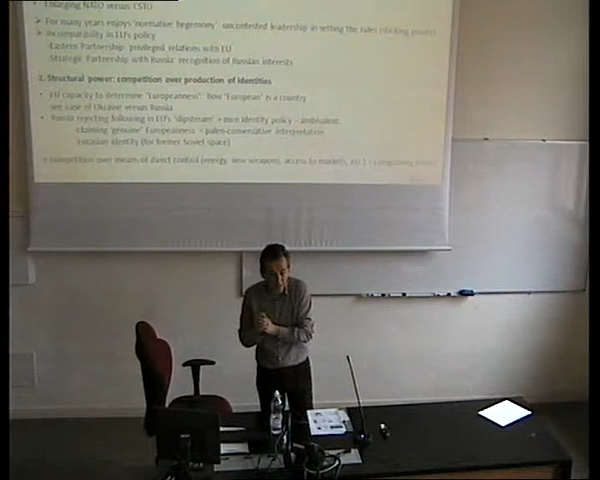 Enlarging NATO versus CSTO
➢ For many years enjoys 'normative hegemony': uncontested leadership in setting the rules (sticking points)
➢ Incompatibility in EU's policy
-Eastern Partnership: privileged relations with EU
-Strategic Partnership with Russia: recognition of Russian interests
2. Structural power: competition over production of identities
• EU capacity to determine 'Europeanness': how 'European' is a country
see case of Ukraine versus Russia
• Russia rejecting following in EU's 'slipstream' > own identity policy – ambivalent:
claiming 'genuine' Europeanness = paleo-conservative interpretation
Eurasian identity (for former Soviet space)
competition over means of direct control (energy, new weapons, access to markets, etc.)